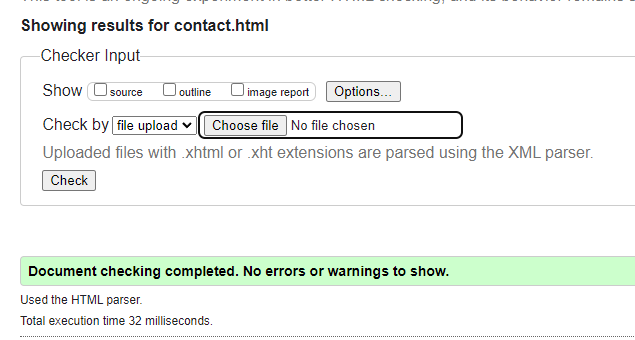 Showing results for contact.html
Checker Input
Show source outline image report Options...
Check by file upload Choose file No file chosen
Uploaded files with .xhtml or .xht extensions are parsed using the XML parser.
Check
Document checking completed. No errors or warnings to show.
Used the HTML parser.
Total execution time 32 milliseconds.